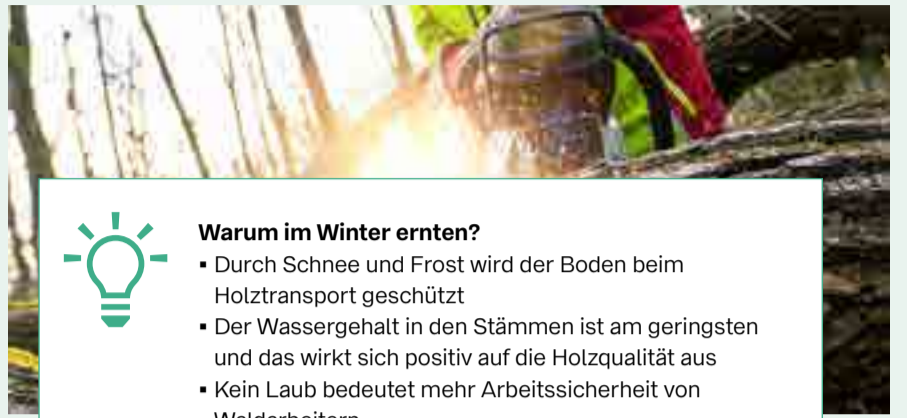 Warum im Winter ernten?
▪ Durch Schnee und Frost wird der Boden beim
Holztransport geschützt
▪ Der Wassergehalt in den Stämmen ist am geringsten
und das wirkt sich positiv auf die Holzqualität aus
▪ Kein Laub bedeutet mehr Arbeitssicherheit von
Waldarbeitern